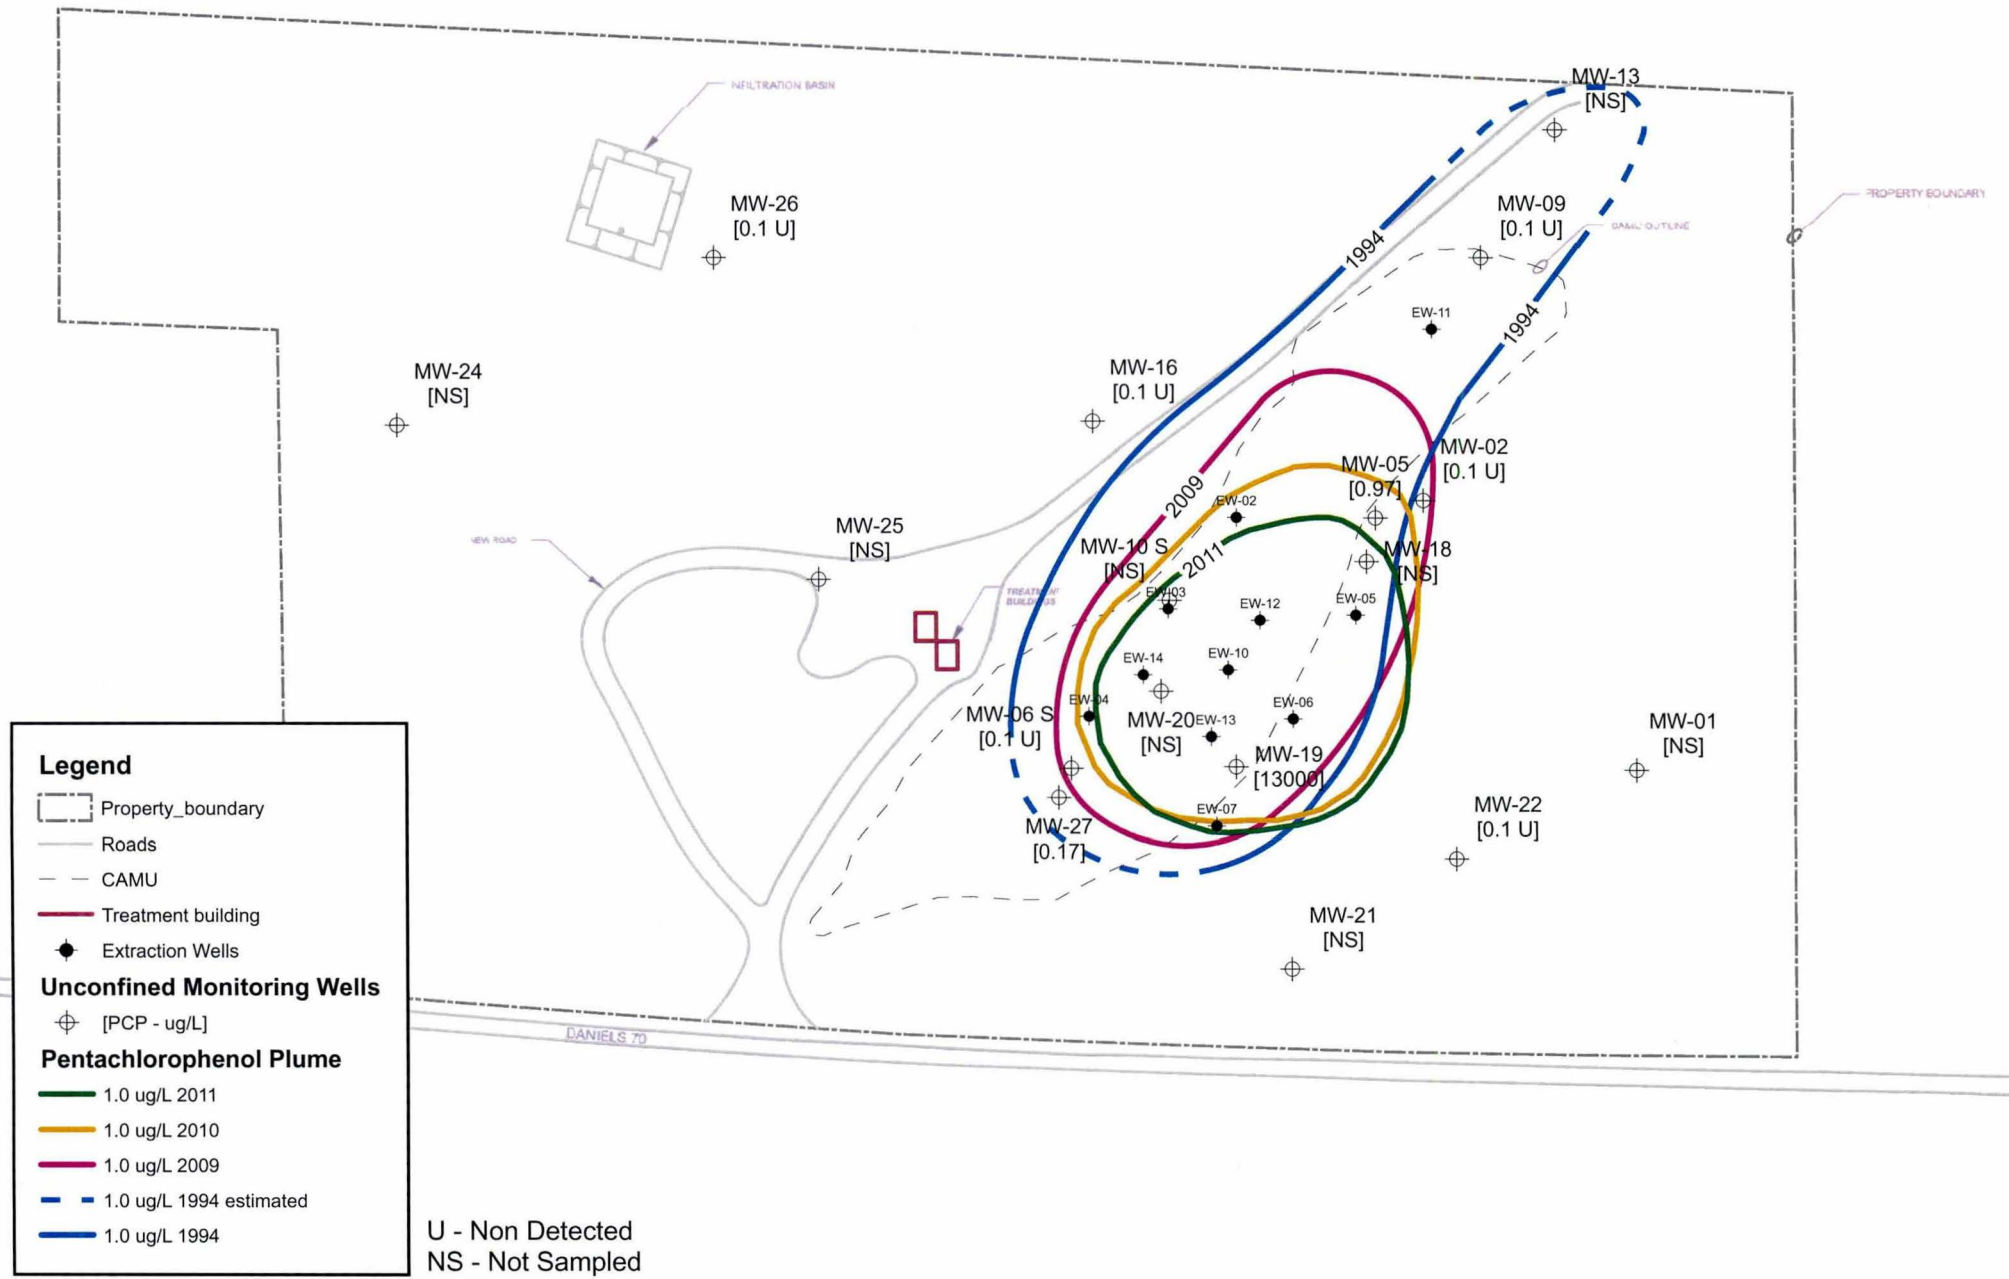 MW-13
[NS]
INFILTRATION BASIN
PROPERTY BOUNDARY
MW-26
[0.1 U]
MW-09
[0.1 U]
OUTLINE
1994
EW-11
1994
MW-24
[NS]
MW-16
[0.1 U]
MW-02
[0.1 U]
MW-05
[0.97]
2009
EW-02
MW-25
[NS]
NEW ROAD
MW-10 S
[NS]
2011
MW-18
[NS]
TREATMENT
BUILDINGS
EW-03
EW-12
EW-05
EW-14
EW-10
EW-04
EW-06
MW-06 S
[0.1 U]
MW-20
[NS]
EW-13
MW-19
[13000]
MW-01
[NS]
EW-07
MW-27
[0.17]
MW-22
[0.1 U]
MW-21
[NS]
DANIELS 70
Legend
Property_boundary
Roads
CAMU
Treatment building
Extraction Wells
Unconfined Monitoring Wells
[PCP - ug/L]
Pentachlorophenol Plume
1.0 ug/L 2011
1.0 ug/L 2010
1.0 ug/L 2009
1.0 ug/L 1994 estimated
1.0 ug/L 1994
U - Non Detected
NS - Not Sampled